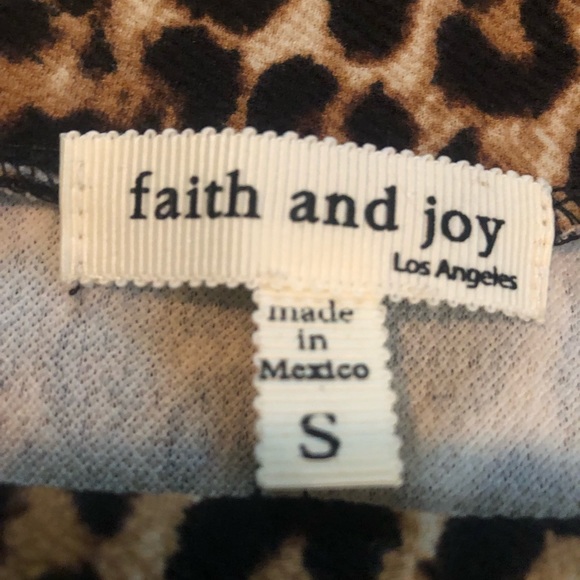 faith and joy
Los Angeles
made
in
Mexico
S